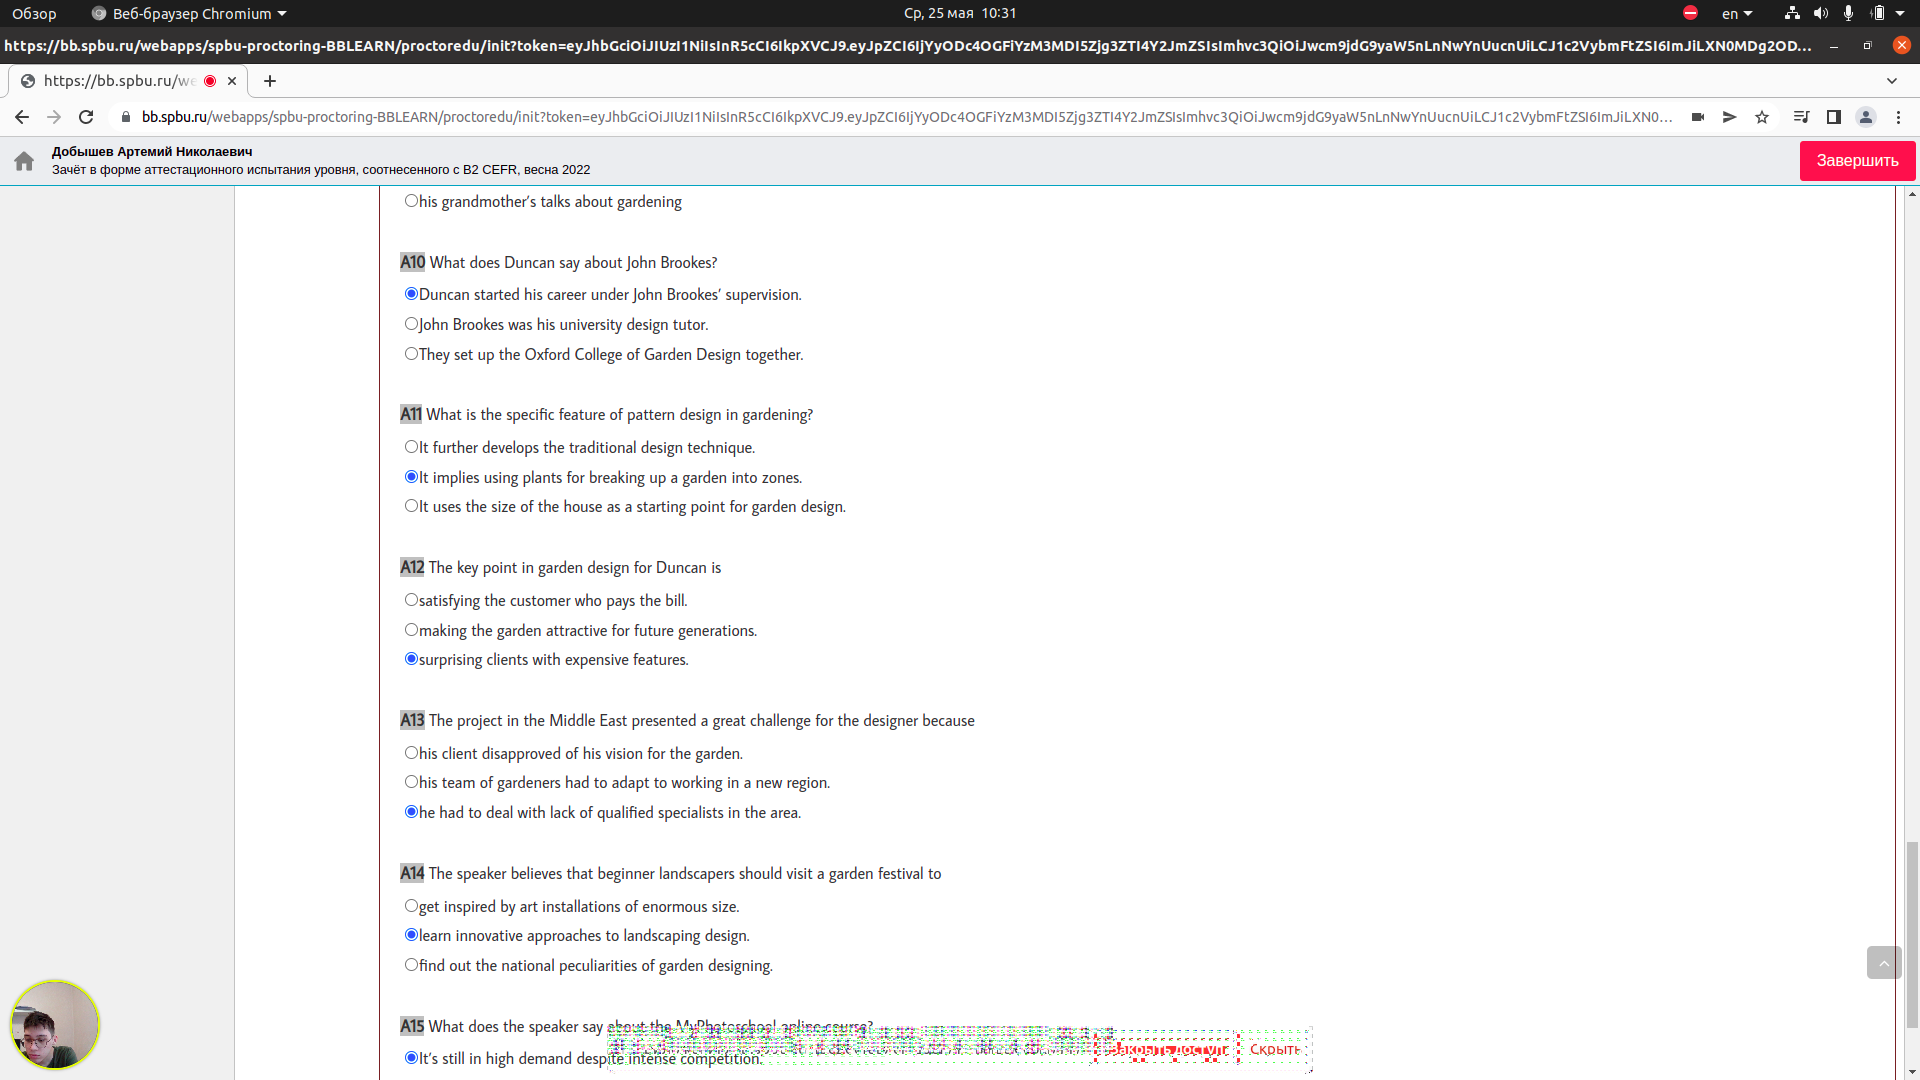 Обзор
Веб-браузер Chromium
Ср, 25 мая 10:31
en
https://bb.spbu.ru/webapps/spbu-proctoring-BBLEARN/proctoredu/init?token=eyJhbGciOiJIUzI1NiIsInR5cCI6IkpXVCJ9.eyJpZCI6IjYyODc4OGFiYzM3MDI5Zjg3ZTI4Y2JmZSIsImhvc3QiOiJwcm9jdG9yaW5nLnNwYnUucnUiLCJ1c2VybmFtZSI6ImJiLXN0MDg2OD...
https://bb.spbu.ru/we
bb.spbu.ru/webapps/spbu-proctoring-BBLEARN/proctoredu/init?token=eyJhbGciOiJIUzI1NiIsInR5cCI6IkpXVCJ9.eyJpZCI6IjYyODc4OGFiYzM3MDI5Zjg3ZTI4Y2JmZSIsImhvc3QiOiJwcm9jdG9yaW5nLnNwYnUucnUiLCJ1c2VybmFtZSI6ImJiLXN0...
Добышев Артемий Николаевич
Зачёт в форме аттестационного испытания уровня, соотнесенного с B2 CEFR, весна 2022
Завершить
his grandmother's talks about gardening
A10 What does Duncan say about John Brookes?
Duncan started his career under John Brookes' supervision.
John Brookes was his university design tutor.
They set up the Oxford College of Garden Design together.
A11 What is the specific feature of pattern design in gardening?
It further develops the traditional design technique.
It implies using plants for breaking up a garden into zones.
It uses the size of the house as a starting point for garden design.
A12 The key point in garden design for Duncan is
satisfying the customer who pays the bill.
making the garden attractive for future generations.
surprising clients with expensive features.
A13 The project in the Middle East presented a great challenge for the designer because
his client disapproved of his vision for the garden.
his team of gardeners had to adapt to working in a new region.
he had to deal with lack of qualified specialists in the area.
A14 The speaker believes that beginner landscapers should visit a garden festival to
get inspired by art installations of enormous size.
learn innovative approaches to landscaping design.
find out the national peculiarities of garden designing.
A15 What does the speaker say about the MyPhotoschool online course?
It's still in high demand despite intense competition.
Закрыть доступ
Скрыть